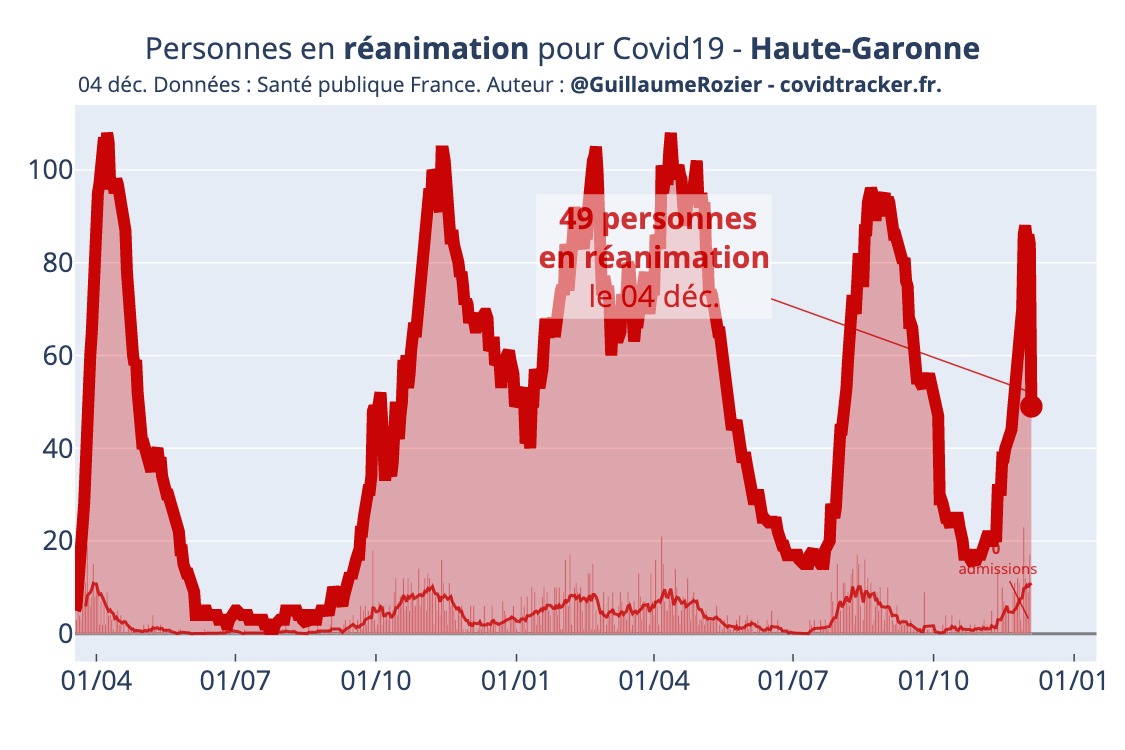 Personnes en réanimation pour Covid19 - Haute-Garonne
04 déc. Données : Santé publique France. Auteur : @GuillaumeRozier - covidtracker.fr.
100
80
60
40
20
0
49 personnes
en réanimation
le 04 déc.
0
admissions
01/04
01/07
01/10
01/01
01/04
01/07
01/10
01/01